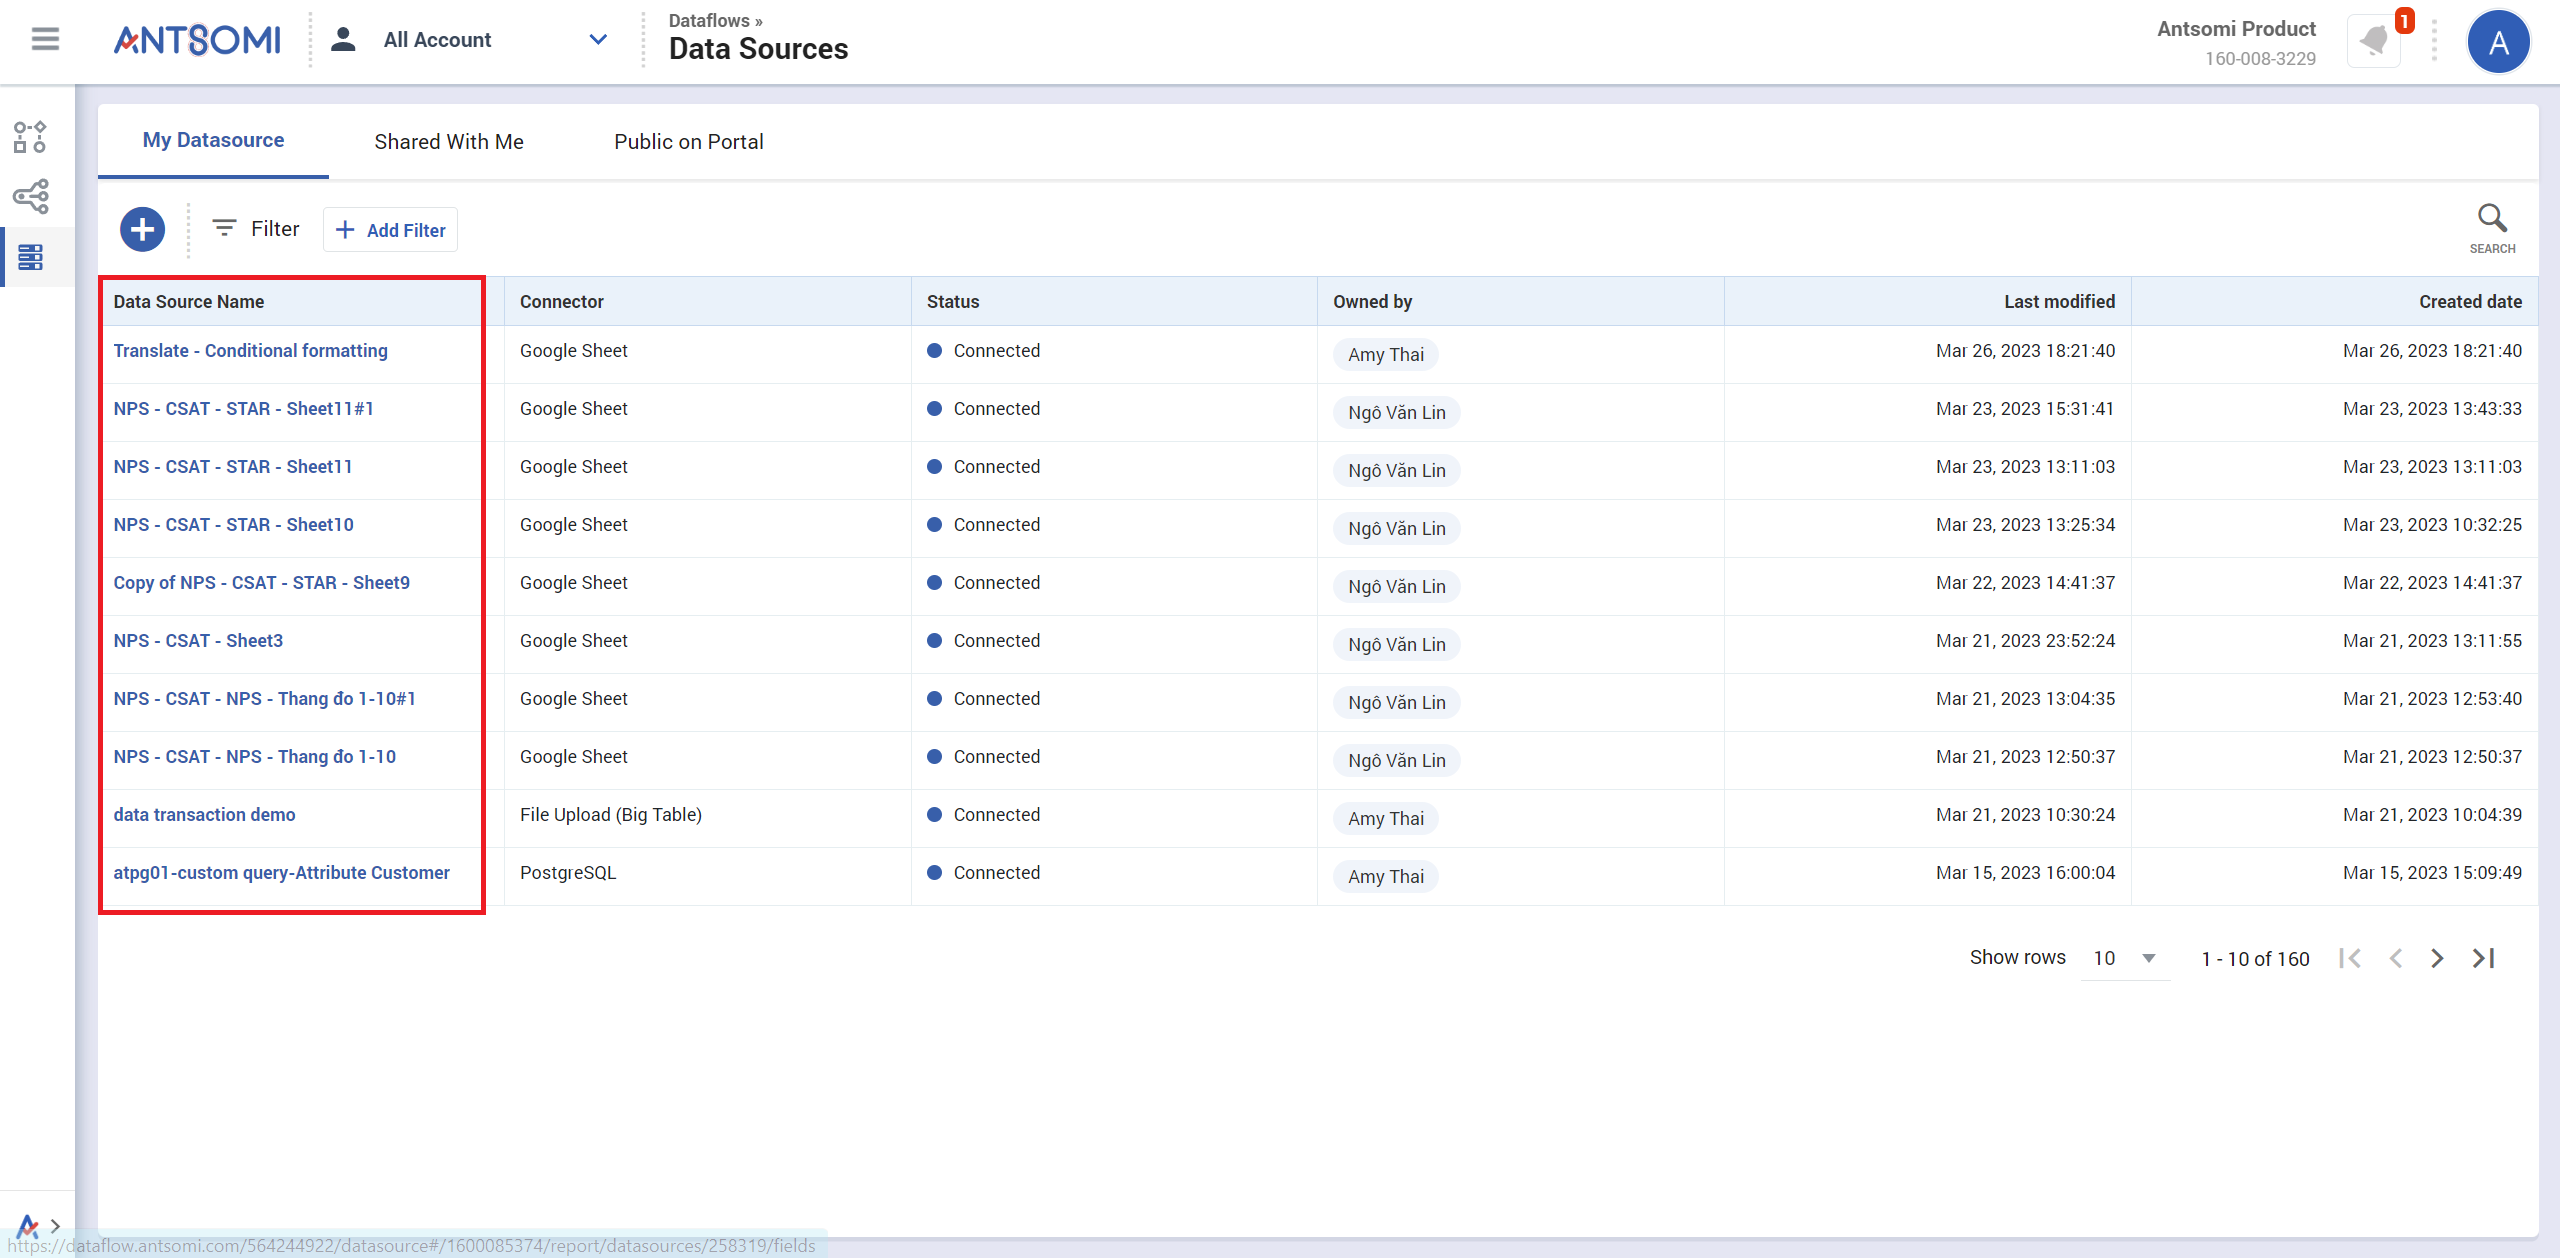 ANTSOMI
All Account
Dataflows »
Data Sources
Antsomi Product
160-008-3229
1
A
My Datasource
Shared With Me
Public on Portal
Filter
Add Filter
SEARCH
Data Source Name Connector Status Owned by Last modified Created date
Translate - Conditional formatting Google Sheet Connected Amy Thai Mar 26, 2023 18:21:40 Mar 26, 2023 18:21:40
NPS - CSAT - STAR - Sheet11#1 Google Sheet Connected Ngô Văn Lin Mar 23, 2023 15:31:41 Mar 23, 2023 13:43:33
NPS - CSAT - STAR - Sheet11 Google Sheet Connected Ngô Văn Lin Mar 23, 2023 13:11:03 Mar 23, 2023 13:11:03
NPS - CSAT - STAR - Sheet10 Google Sheet Connected Ngô Văn Lin Mar 23, 2023 13:25:34 Mar 23, 2023 10:32:25
Copy of NPS - CSAT - STAR - Sheet9 Google Sheet Connected Ngô Văn Lin Mar 22, 2023 14:41:37 Mar 22, 2023 14:41:37
NPS - CSAT - Sheet3 Google Sheet Connected Ngô Văn Lin Mar 21, 2023 23:52:24 Mar 21, 2023 13:11:55
NPS - CSAT - NPS - Thang đo 1-10#1 Google Sheet Connected Ngô Văn Lin Mar 21, 2023 13:04:35 Mar 21, 2023 12:53:40
NPS - CSAT - NPS - Thang đo 1-10 Google Sheet Connected Ngô Văn Lin Mar 21, 2023 12:50:37 Mar 21, 2023 12:50:37
data transaction demo File Upload (Big Table) Connected Amy Thai Mar 21, 2023 10:30:24 Mar 21, 2023 10:04:39
atpg01-custom query-Attribute Customer PostgreSQL Connected Amy Thai Mar 15, 2023 16:00:04 Mar 15, 2023 15:09:49
Show rows 10 1 - 10 of 160
https://dataflow.antsomi.com/564244922/datasource#/1600085374/report/datasources/258319/fields